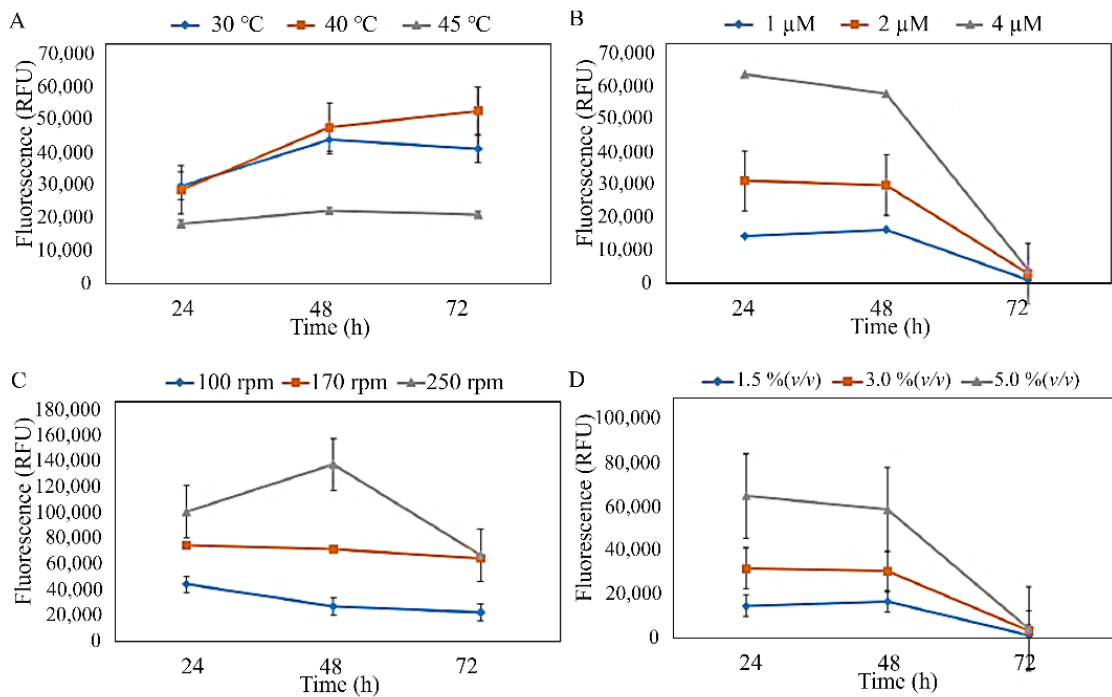 A
30 °C 40 °C 45 °C
Fluorescence (RFU)
70,000
60,000
50,000
40,000
30,000
20,000
10,000
0
24 48 72
Time (h)
B
1 µM 2 µM 4 µM
Fluorescence (RFU)
70,000
60,000
50,000
40,000
30,000
20,000
10,000
0
24 48 72
Time (h)
C
100 rpm 170 rpm 250 rpm
Fluorescence (RFU)
180,000
160,000
140,000
120,000
100,000
80,000
60,000
40,000
20,000
0
24 48 72
Time (h)
D
1.5 %(v/v) 3.0 %(v/v) 5.0 %(v/v)
Fluorescence (RFU)
100,000
80,000
60,000
40,000
20,000
0
24 48 72
Time (h)